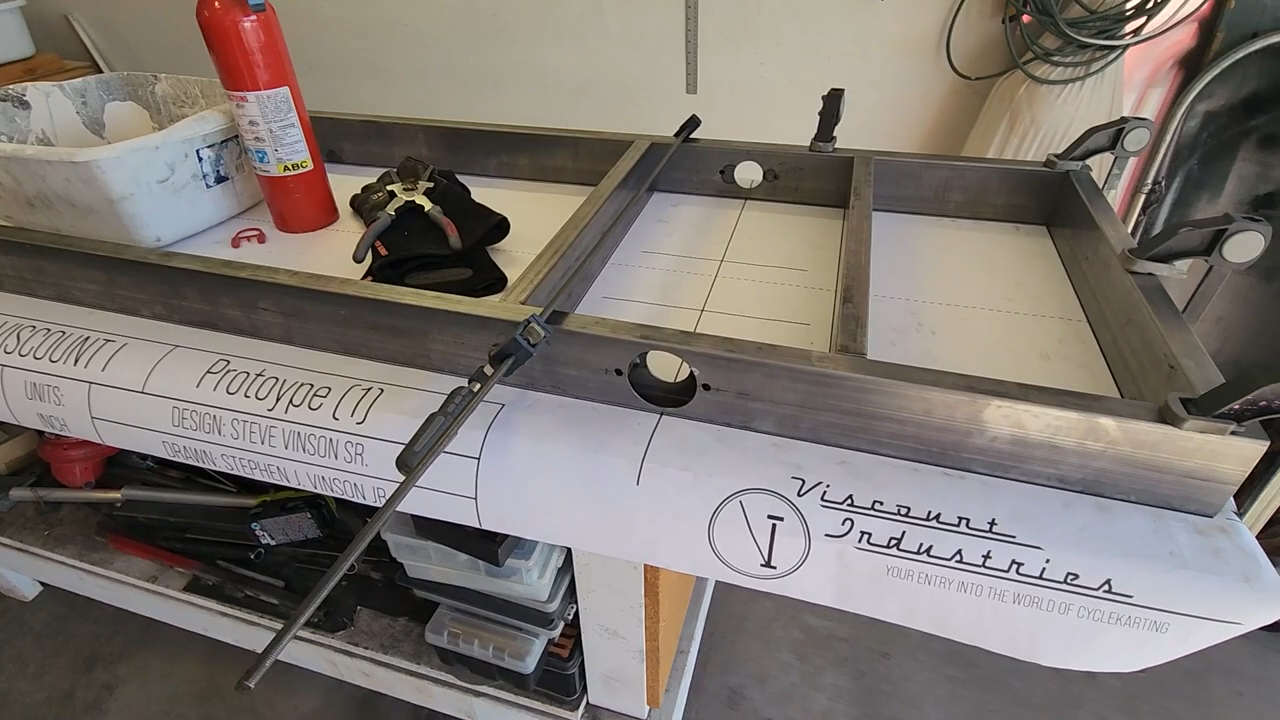 ABC
VISCOUNT I
Protoype (1)
UNITS:
INCH
DESIGN: STEVE VINSON SR.
DRAWN: STEPHEN J. VINSON JR
Viscount
Industries
YOUR ENTRY INTO THE WORLD OF CYCLEKARTING